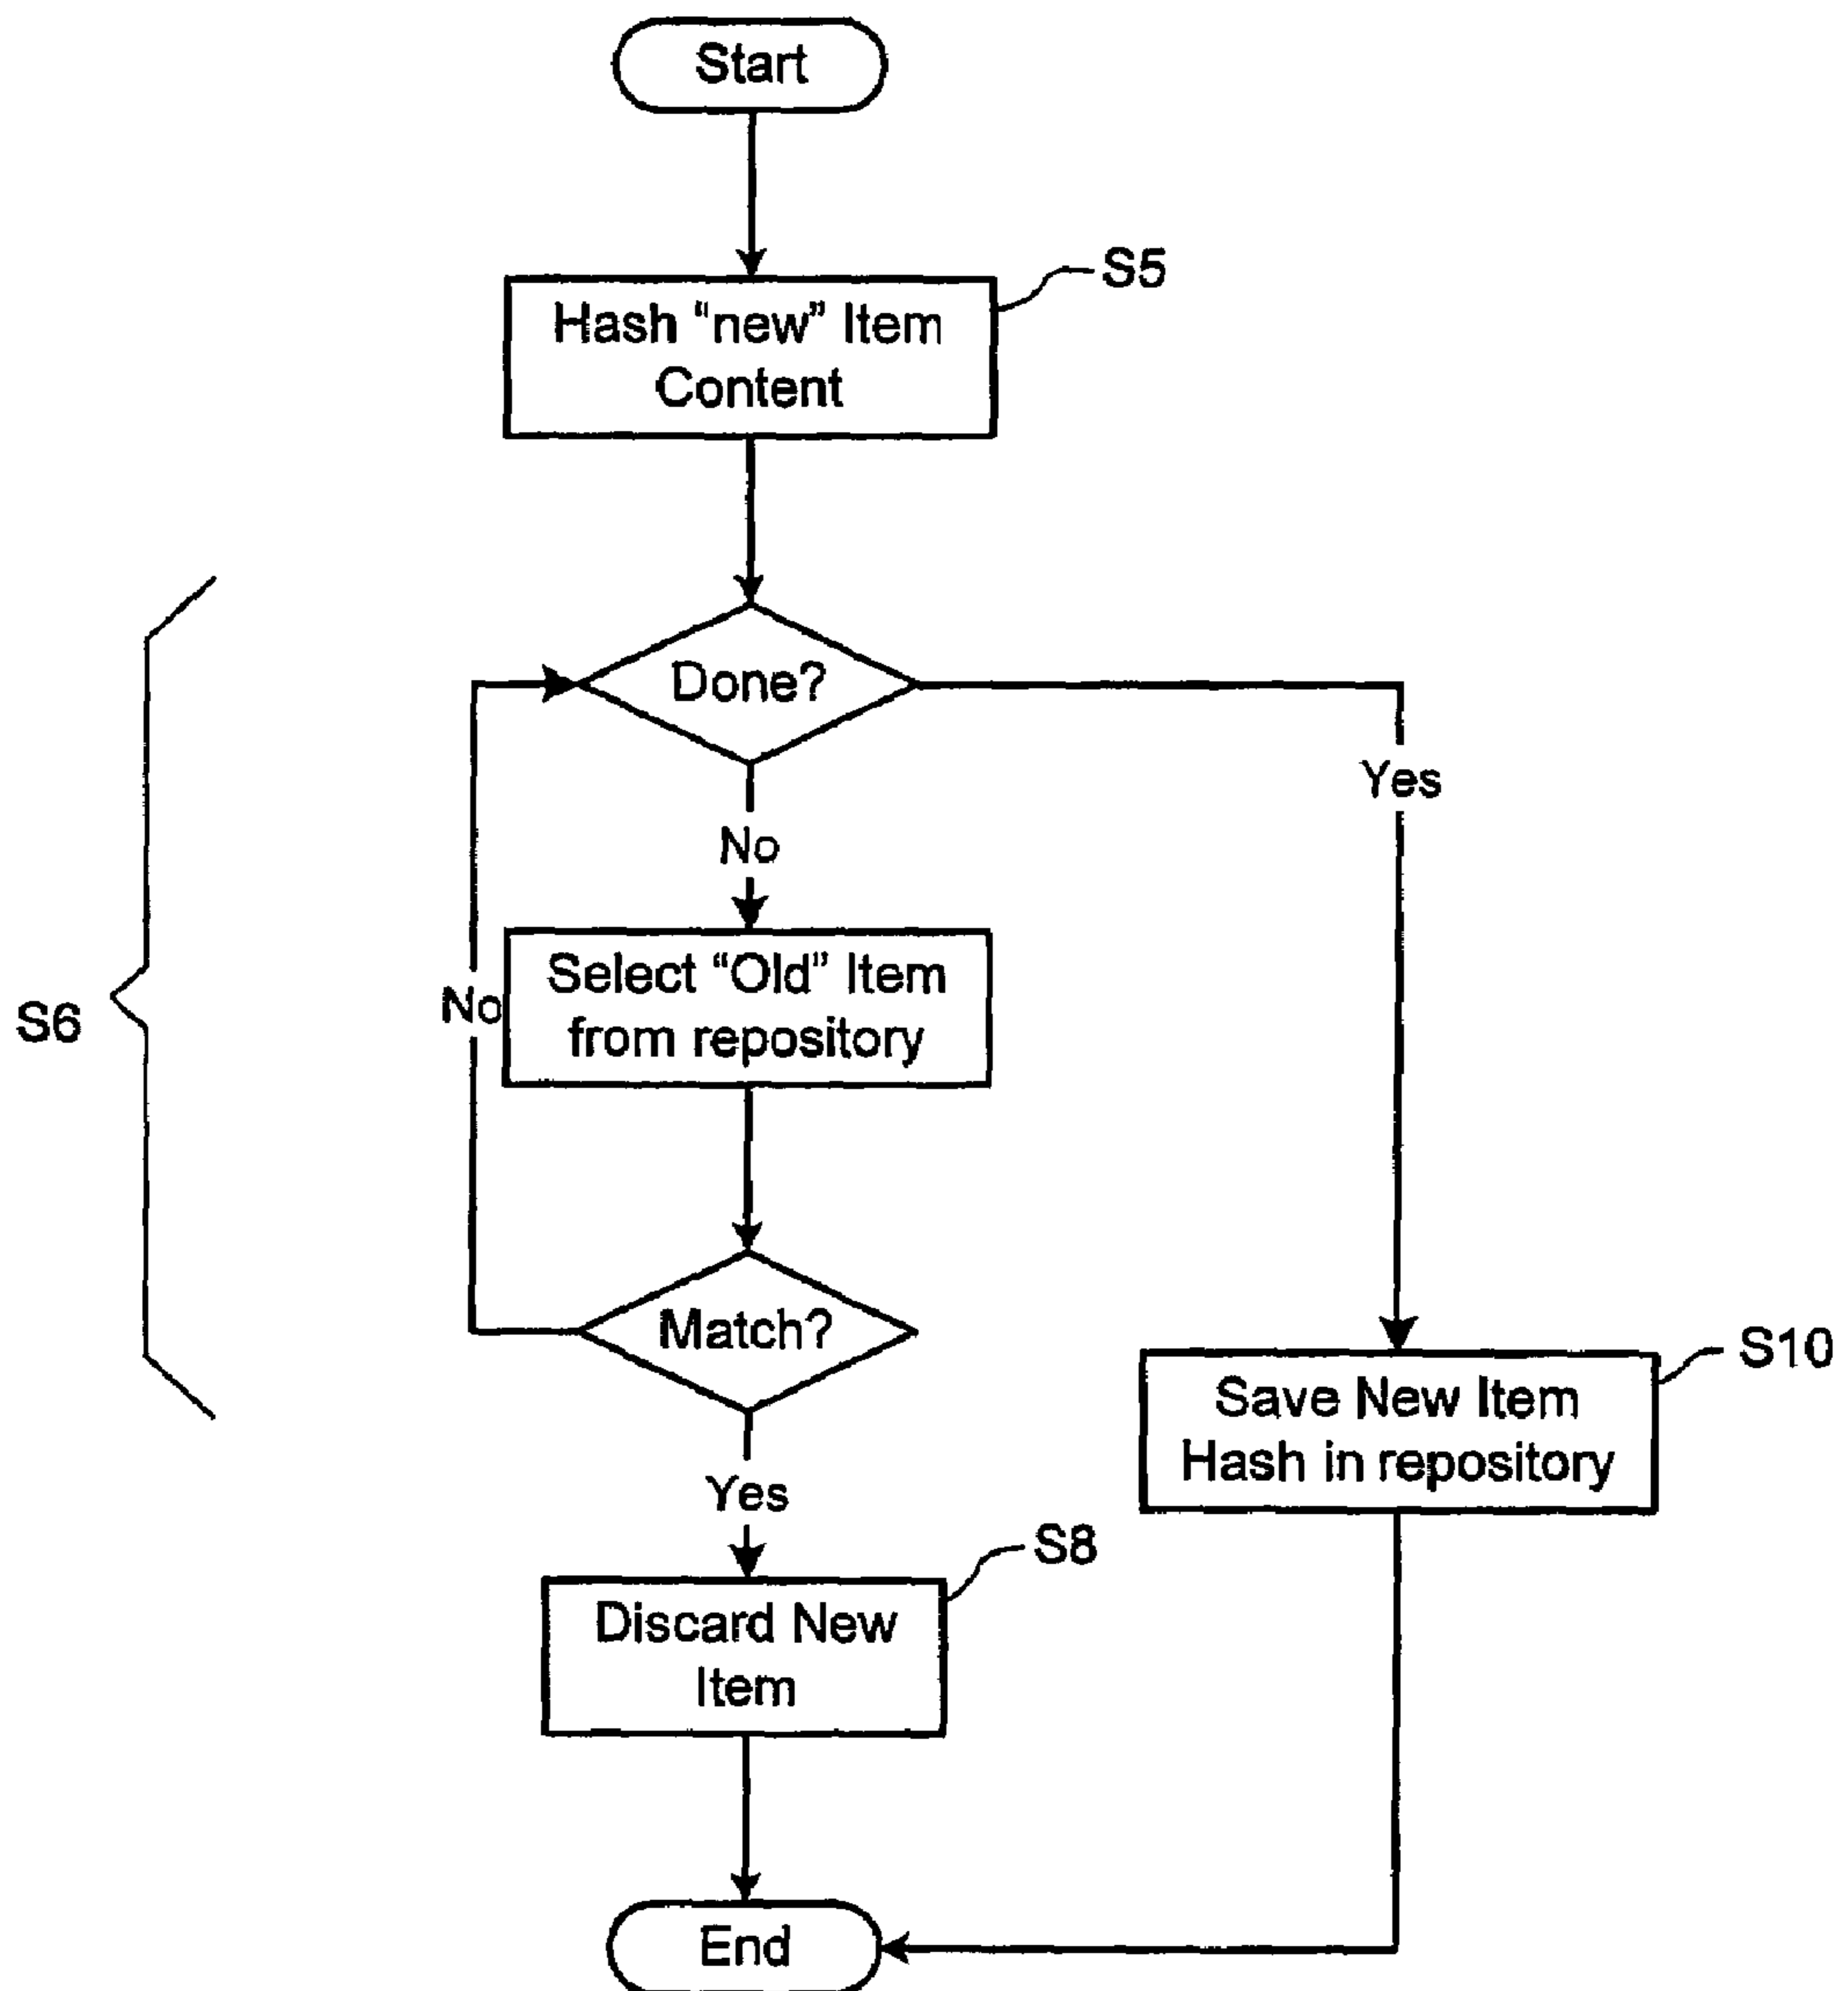 Start
S5
Hash “new” Item
Content
Done?
Yes
No
Select “Old” Item
from repository
No
S6
Match?
S10
Save New Item
Hash in repository
Yes
S8
Discard New
Item
End